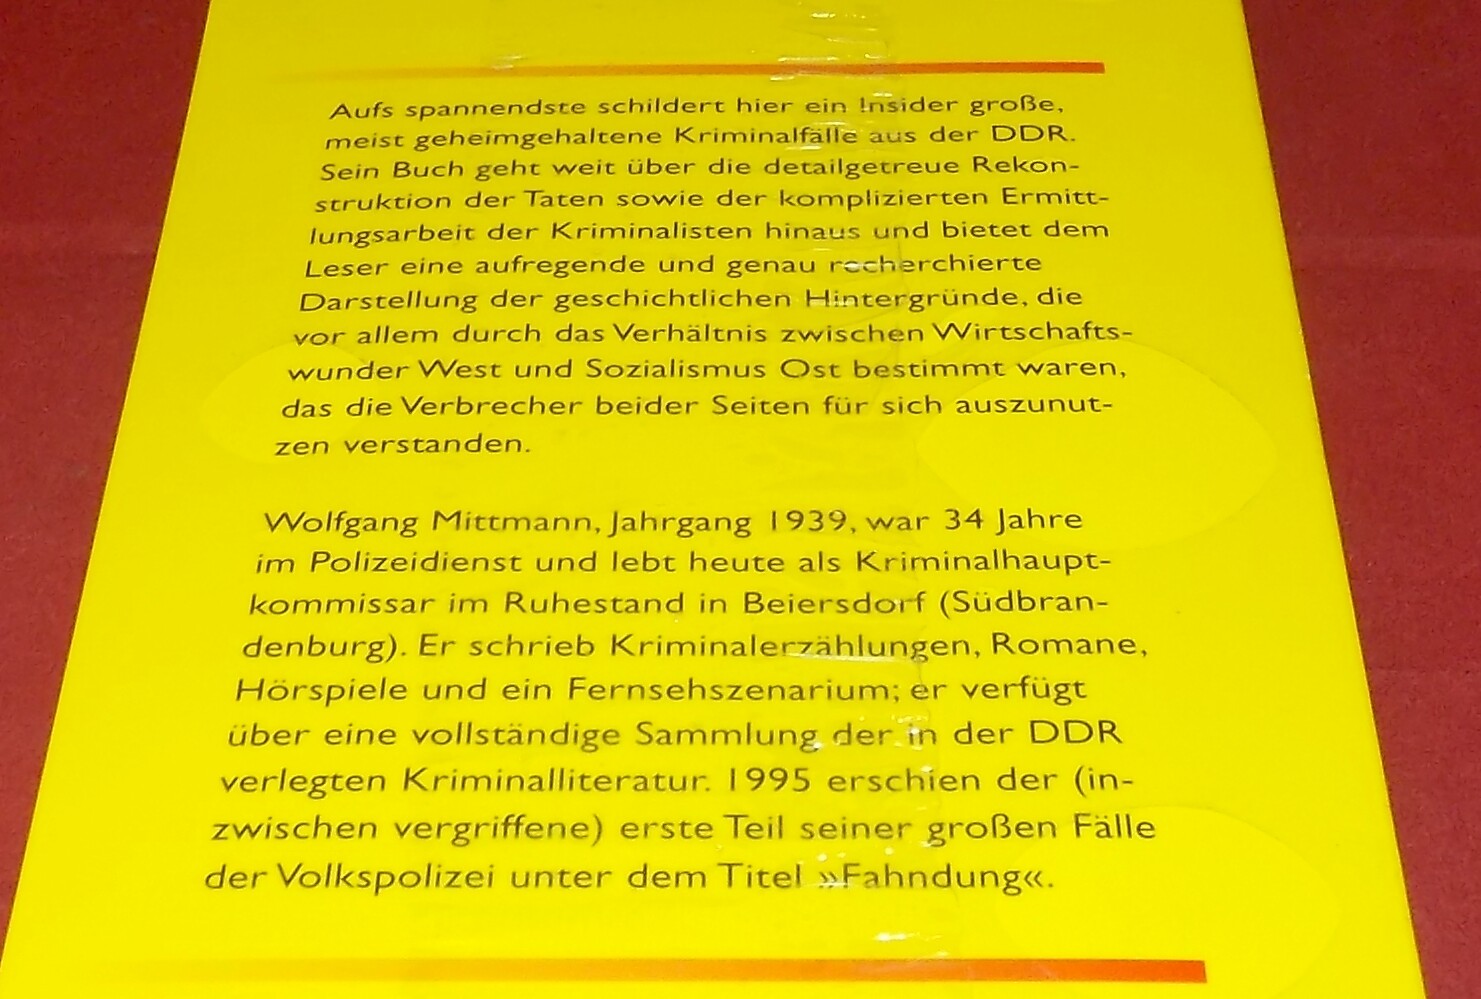 Aufs spannendste schildert hier ein Insider große,
meist geheimgehaltene Kriminalfälle aus der DDR.
Sein Buch geht weit über die detailgetreue Rekon-
struktion der Taten sowie der komplizierten Ermitt-
lungsarbeit der Kriminalisten hinaus und bietet dem
Leser eine aufregende und genau recherchierte
Darstellung der geschichtlichen Hintergründe, die
vor allem durch das Verhältnis zwischen Wirtschafts-
wunder West und Sozialismus Ost bestimmt waren,
das die Verbrecher beider Seiten für sich auszunut-
zen verstanden.
Wolfgang Mittmann, Jahrgang 1939, war 34 Jahre
im Polizeidienst und lebt heute als Kriminalhaupt-
kommissar im Ruhestand in Beiersdorf (Südbran-
denburg). Er schrieb Kriminalerzählungen, Romane,
Hörspiele und ein Fernsehszenarium; er verfügt
über eine vollständige Sammlung der in der DDR
verlegten Kriminalliteratur. 1995 erschien der (in-
zwischen vergriffene) erste Teil seiner großen Fälle
der Volkspolizei unter dem Titel »Fahndung«.